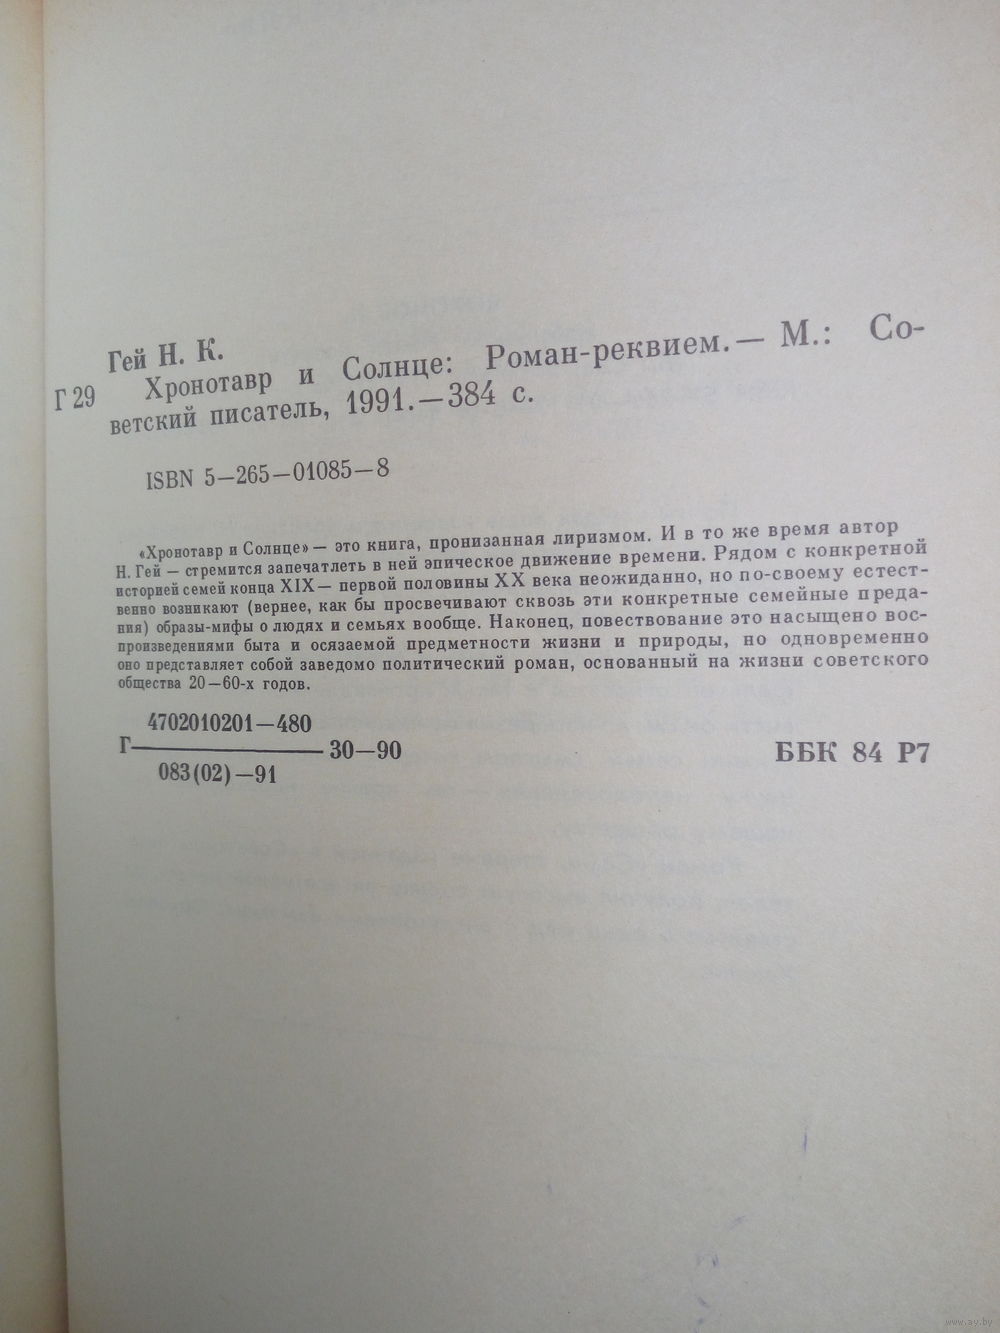 Гей Н. К.
Г 29 Хронотавр и Солнце: Роман-реквием.— М.: Со-
ветский писатель, 1991.—384 с.
ISBN 5—265—01085—8
«Хронотавр и Солнце» — это книга, пронизанная лиризмом. И в то же время автор
Н. Гей — стремится запечатлеть в ней эпическое движение времени. Рядом с конкретной
историей семей конца XIX— первой половины XX века неожиданно, но по-своему естест-
венно возникают (вернее, как бы просвечивают сквозь эти конкретные семейные преда-
ния) образы-мифы о людях и семьях вообще. Наконец, повествование это насыщено вос-
произведениями быта и осязаемой предметности жизни и природы, но одновременно
оно представляет собой заведомо политический роман, основанный на жизни советского
общества 20—60-х годов.
4702010201—480
Г————30—90
083(02)—91
ББК 84 Р7
www.ay.by